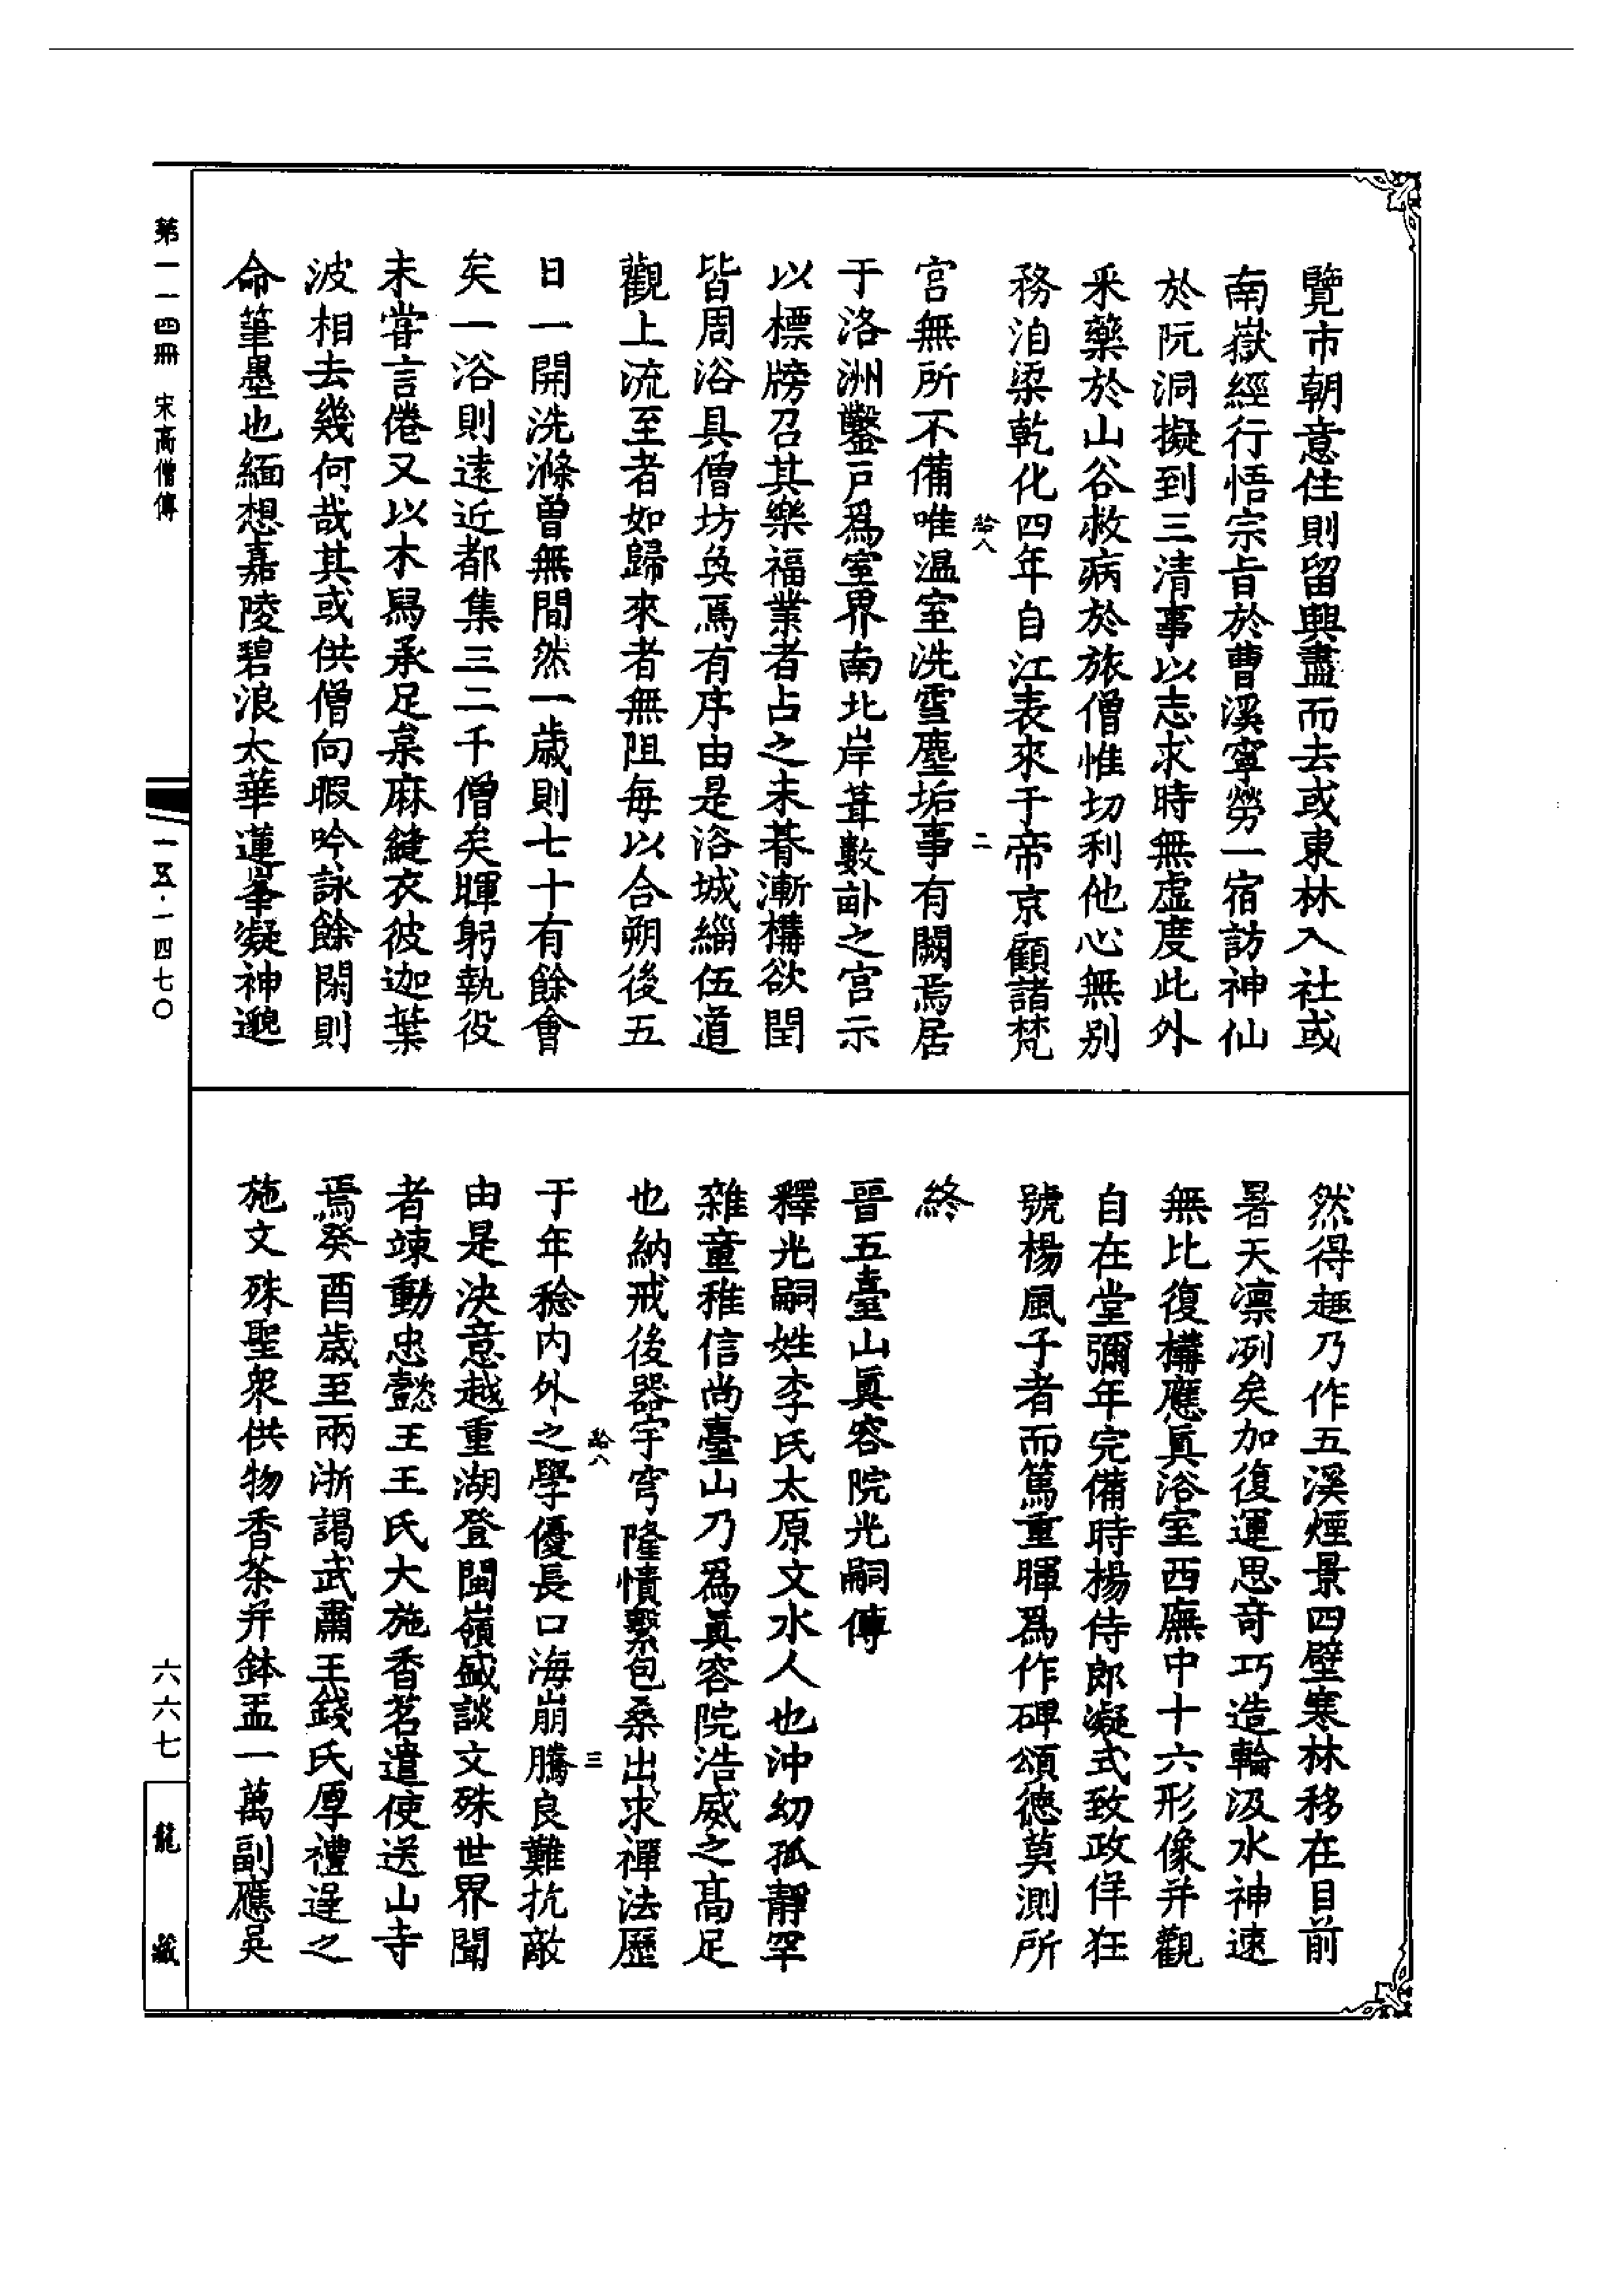 覽市朝意住則留興盡而去或東林入社或
南嶽經行悟宗旨於曹溪寧勞一宿訪神仙
於阮洞擬到三清事以志求時無虛度此外
采藥於山谷救病於旅僧惟切利他心無別
務洎梁乾化四年自江表來于帝京顧諸梵
給八 二
宮無所不備唯温室洗雪塵垢事有闕焉居
于洛洲鑿戸爲室界南北岸葺數畝之宮示
以標牓召其樂福業者占之未朞漸構欲閏
皆周浴具僧坊奐焉有序由是洛城緇伍道
觀上流至者如歸來者無阻每以合朔後五
日一開洗滌曾無間然一歳則七十有餘會
矣一浴則遠近都集三二千僧矣暉躬執役
未嘗言倦又以木舄承足枲麻縫衣彼迦葉
波相去幾何哉其或供僧向暇吟詠餘閑則
命筆墨也緬想嘉陵碧浪太華蓮峯凝神邈
然得趣乃作五溪煙景四壁寒林移在目前
暑天凛冽矣加復運思奇巧造輪汲水神速
無比復構應眞浴室西廡中十六形像并觀
自在堂彌年完備時楊侍郎凝式致政佯狂
號楊風子者而篤重暉爲作碑頌德莫測所
終
晉五臺山眞容院光嗣傳
釋光嗣姓李氏太原文水人也沖幼孤靜罕
雜童稚信尚臺山乃爲眞容院浩威之髙足
也納戒後器宇穹隆憤繫包桑出求禪法歷
給八 三
于年稔内外之學優長口海崩騰良難抗敵
由是決意越重湖登閩嶺盛談文殊世界聞
者竦動忠懿王王氏大施香茗遣使送山寺
焉癸酉歳至兩浙謁武肅王錢氏厚禮遅之
施文殊聖衆供物香茶并鉢盂一萬副應吳
第一一四冊 宋高僧傳
一五·一四七〇
六六七
龍藏